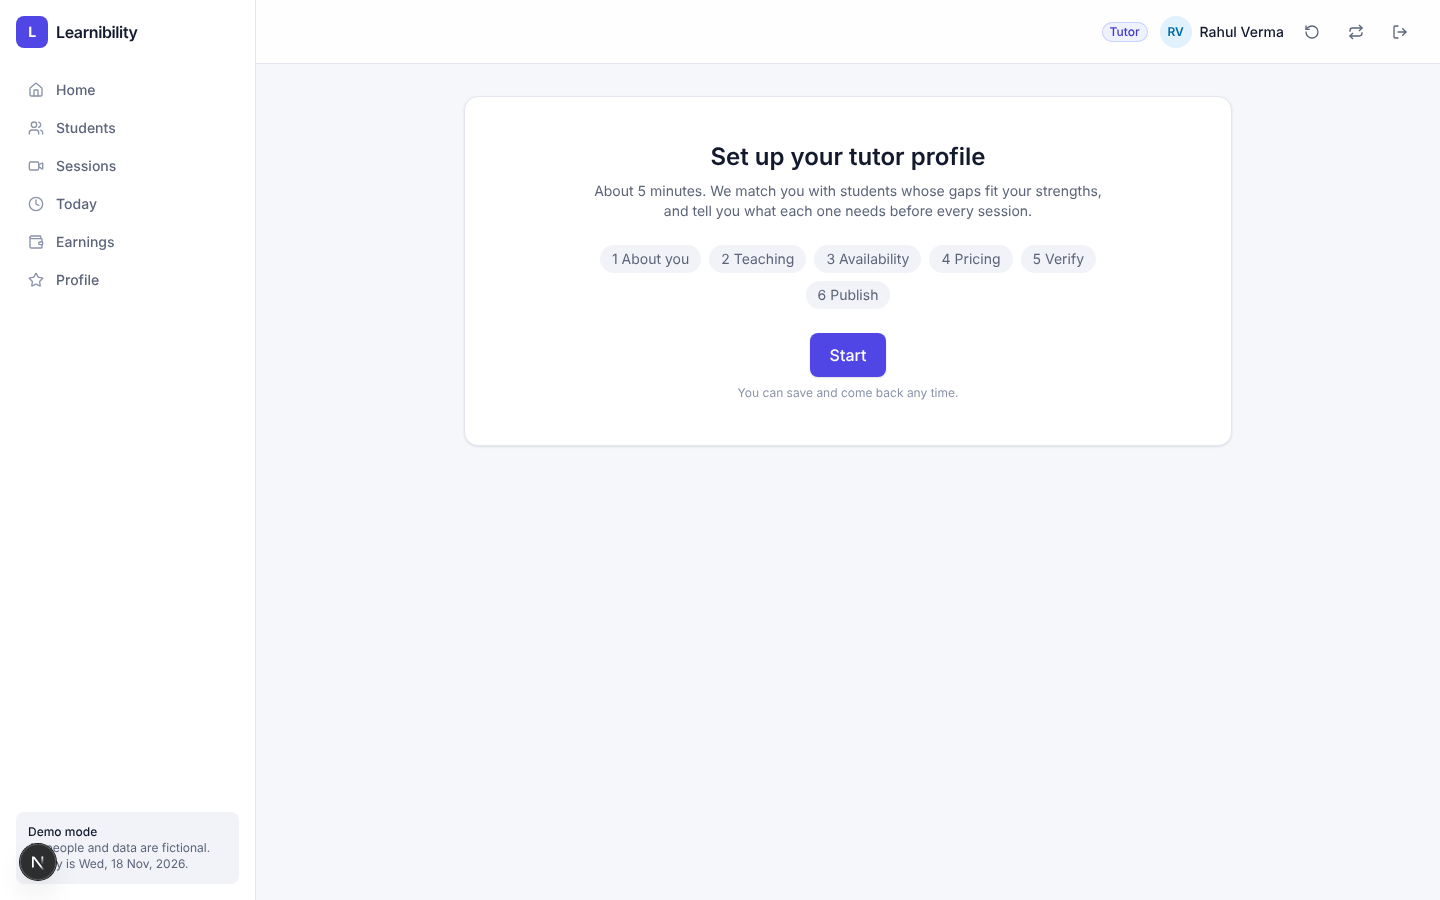 L Learnibility
Home
Students
Sessions
Today
Earnings
Profile
Tutor RV Rahul Verma
Set up your tutor profile
About 5 minutes. We match you with students whose gaps fit your strengths,
and tell you what each one needs before every session.
1 About you 2 Teaching 3 Availability 4 Pricing 5 Verify
6 Publish
Start
You can save and come back any time.
Demo mode
people and data are fictional.
is Wed, 18 Nov, 2026.
N